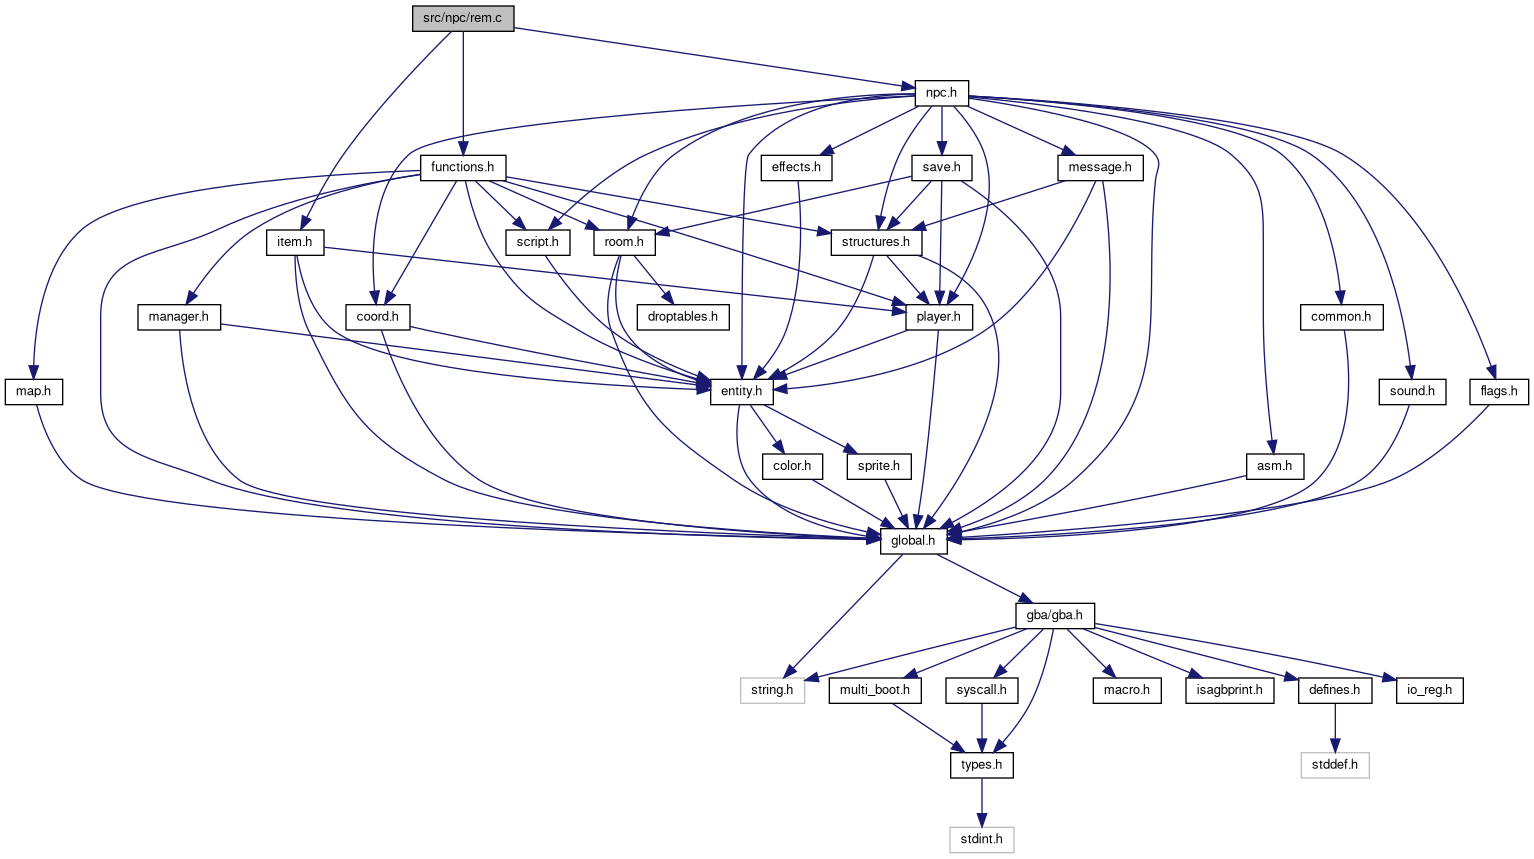 src/npc/rem.c
npc.h
functions.h
effects.h
save.h
message.h
item.h
script.h
room.h
structures.h
manager.h
coord.h
droptables.h
player.h
common.h
map.h
entity.h
sound.h
flags.h
color.h
sprite.h
asm.h
global.h
gba/gba.h
string.h
multi_boot.h
syscall.h
macro.h
isagbprint.h
defines.h
io_reg.h
types.h
stddef.h
stdint.h